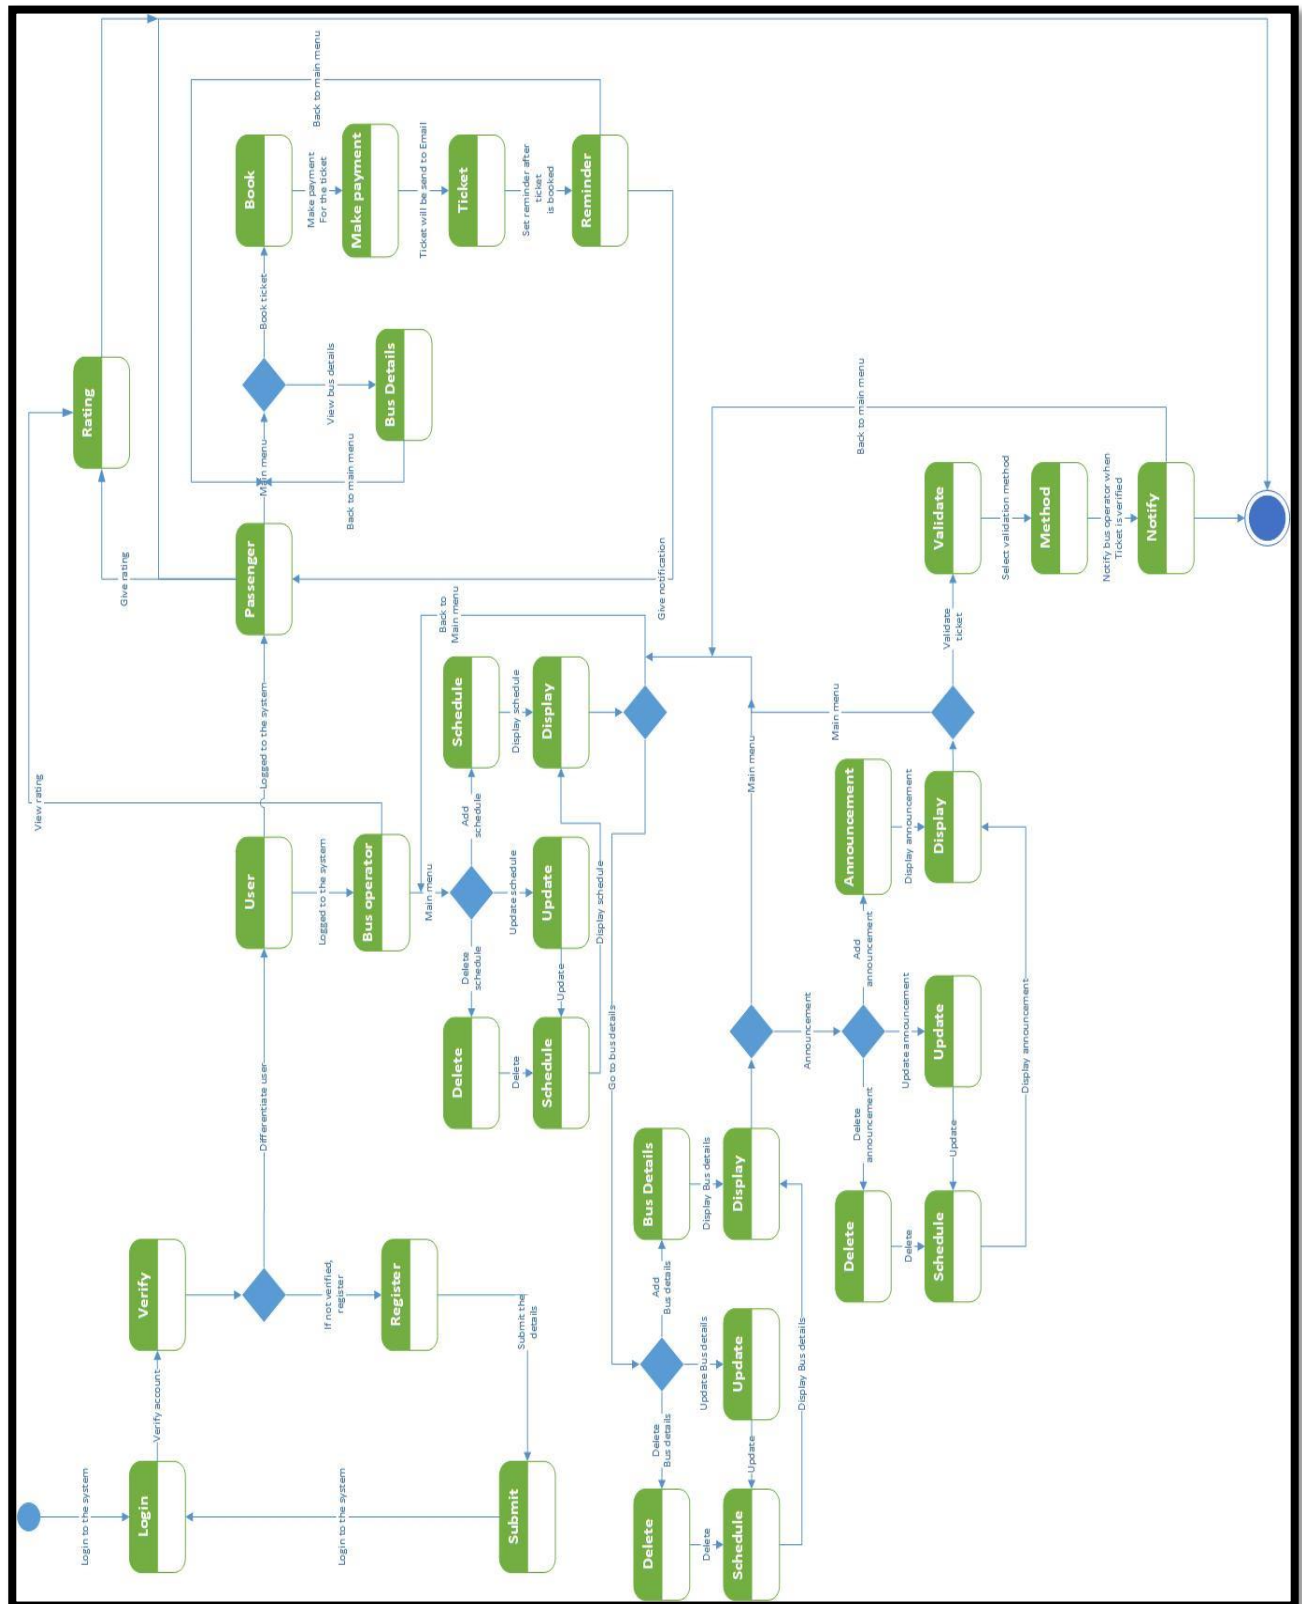 Login to the system
Login
Verify account
Verify
If not verified,
register
Register
Submit the
details
Submit
Login to the system
Differentiate user
User
Logged to the system
Passenger
Logged to the system
Bus operator
View rating
Rating
Give rating
Main menu
Book ticket
Book
Make payment
For the ticket
Make payment
Ticket will be send to Email
Ticket
Set reminder after
ticket
is booked
Reminder
Back to main menu
Give notification
View bus details
Bus Details
Back to main menu
Main menu
Delete
schedule
Delete
Delete
Schedule
Update schedule
Update
Update
Add
schedule
Schedule
Display schedule
Display
Display schedule
Back to
Main menu
Go to bus details
Delete
Bus details
Delete
Delete
Schedule
Update Bus details
Update
Update
Add
Bus details
Bus Details
Display Bus details
Display
Display Bus details
Main menu
Announcement
Delete
announcement
Delete
Delete
Schedule
Update announcement
Update
Update
Add
announcement
Announcement
Display announcement
Display
Display announcement
Main menu
Validate
ticket
Validate
Select validation method
Method
Notify bus operator when
Ticket is verified
Notify
Back to main menu